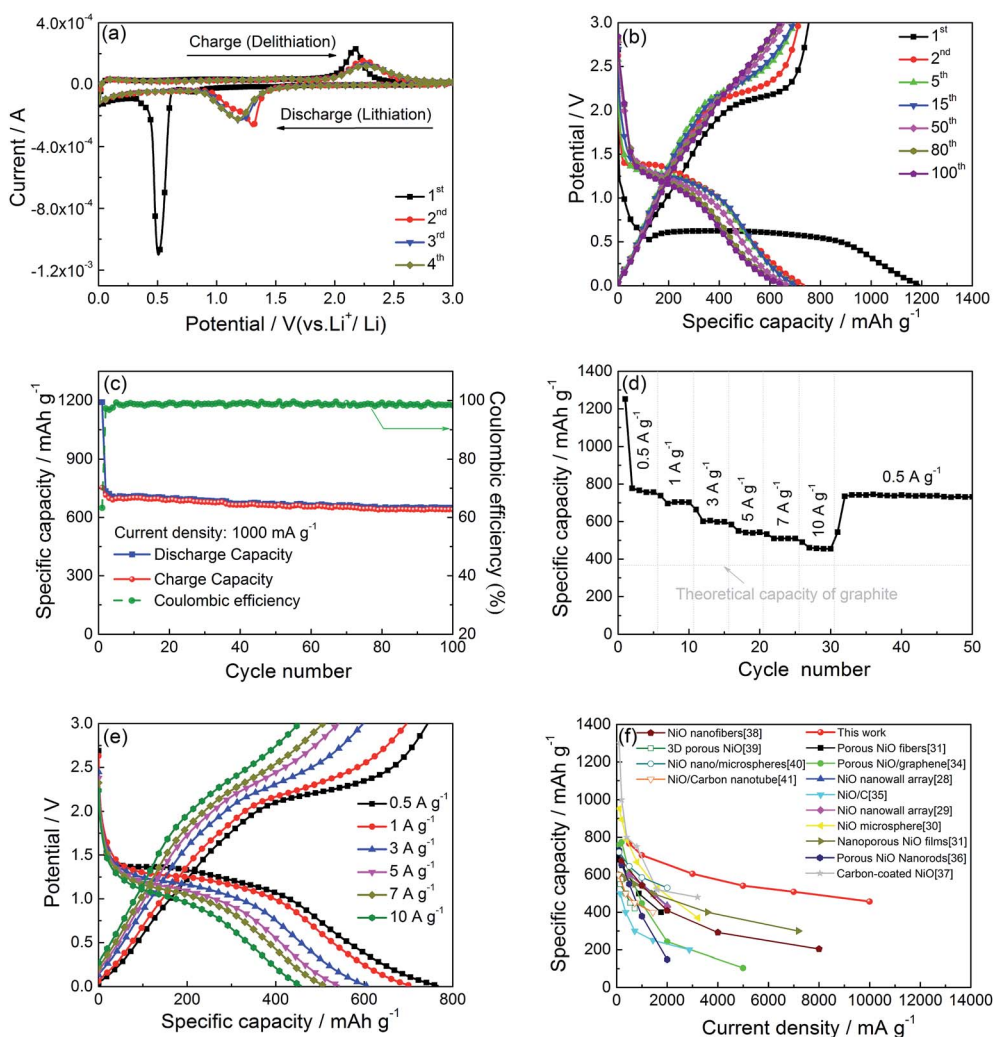 (a)
4.0x10⁻⁴
0.0
-4.0x10⁻⁴
-8.0x10⁻⁴
-1.2x10⁻³
Current / A
Charge (Delithiation)
Discharge (Lithiation)
1ˢᵗ
2ⁿᵈ
3ʳᵈ
4ᵗʰ
0.0 0.5 1.0 1.5 2.0 2.5 3.0
Potential / V(vs.Li⁺/ Li)
(b)
3.0
2.5
2.0
1.5
1.0
0.5
0.0
Potential / V
1ˢᵗ
2ⁿᵈ
5ᵗʰ
15ᵗʰ
50ᵗʰ
80ᵗʰ
100ᵗʰ
0 200 400 600 800 1000 1200 1400
Specific capacity / mAh g⁻¹
(c)
1200
900
600
300
0
Specific capacity / mAh g⁻¹
100
80
60
40
20
Coulombic efficiency (%)
Current density: 1000 mA g⁻¹
Discharge Capacity
Charge Capacity
Coulombic efficiency
0 20 40 60 80 100
Cycle number
(d)
1400
1200
1000
800
600
400
200
0
Specific capacity / mAh g⁻¹
0.5 A g⁻¹
1 A g⁻¹
3 A g⁻¹
5 A g⁻¹
7 A g⁻¹
10 A g⁻¹
0.5 A g⁻¹
Theoretical capacity of graphite
0 10 20 30 40 50
Cycle number
(e)
3.0
2.5
2.0
1.5
1.0
0.5
0.0
Potential / V
0.5 A g⁻¹
1 A g⁻¹
3 A g⁻¹
5 A g⁻¹
7 A g⁻¹
10 A g⁻¹
0 200 400 600 800
Specific capacity / mAh g⁻¹
(f)
1400
1200
1000
800
600
400
200
0
Specific capacity / mAh g⁻¹
NiO nanofibers[38]
3D porous NiO[39]
NiO nano/microspheres[40]
NiO/Carbon nanotube[41]
This work
Porous NiO fibers[31]
Porous NiO/graphene[34]
NiO nanowall array[28]
NiO/C[35]
NiO nanowall array[29]
NiO microsphere[30]
Nanoporous NiO films[31]
Porous NiO Nanorods[36]
Carbon-coated NiO[37]
0 2000 4000 6000 8000 10000 12000 14000
Current density / mA g⁻¹